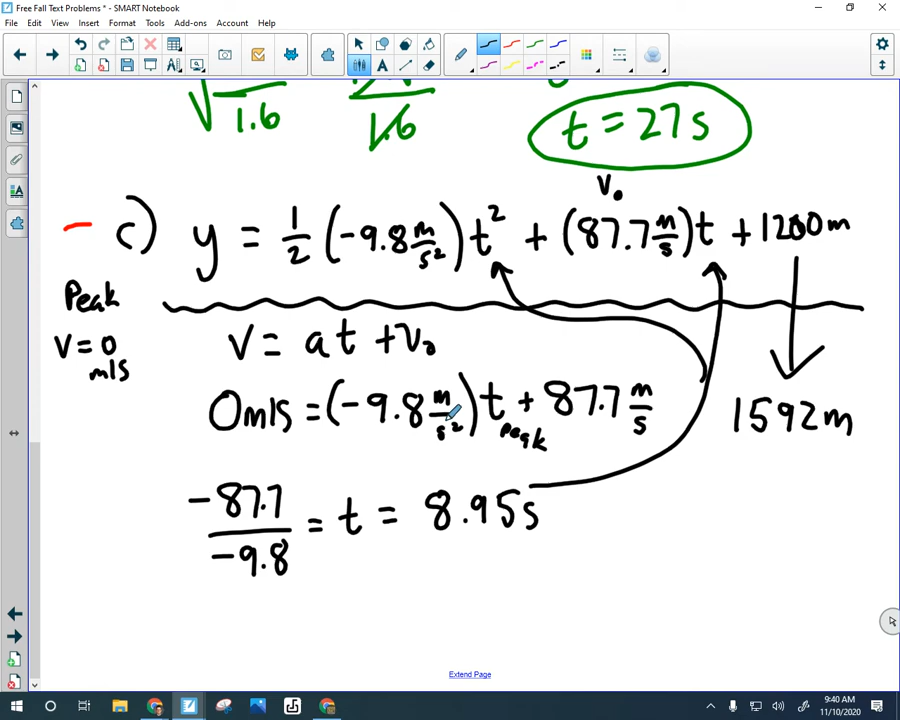 Free Fall Text Problems * - SMART Notebook
File Edit View Insert Format Tools Add-ons Account Help
√1.6
1.6
t = 27s
V₀
- c) y = 1/2 (-9.8 m/s²) t² + (87.7 m/s) t + 1200m
Peak
V = 0 m/s
V = at + V₀
0 m/s = (-9.8 m/s²) t peak + 87.7 m/s
1592m
-87.7/-9.8 = t = 8.95s
Extend Page
9:40 AM
11/10/2020